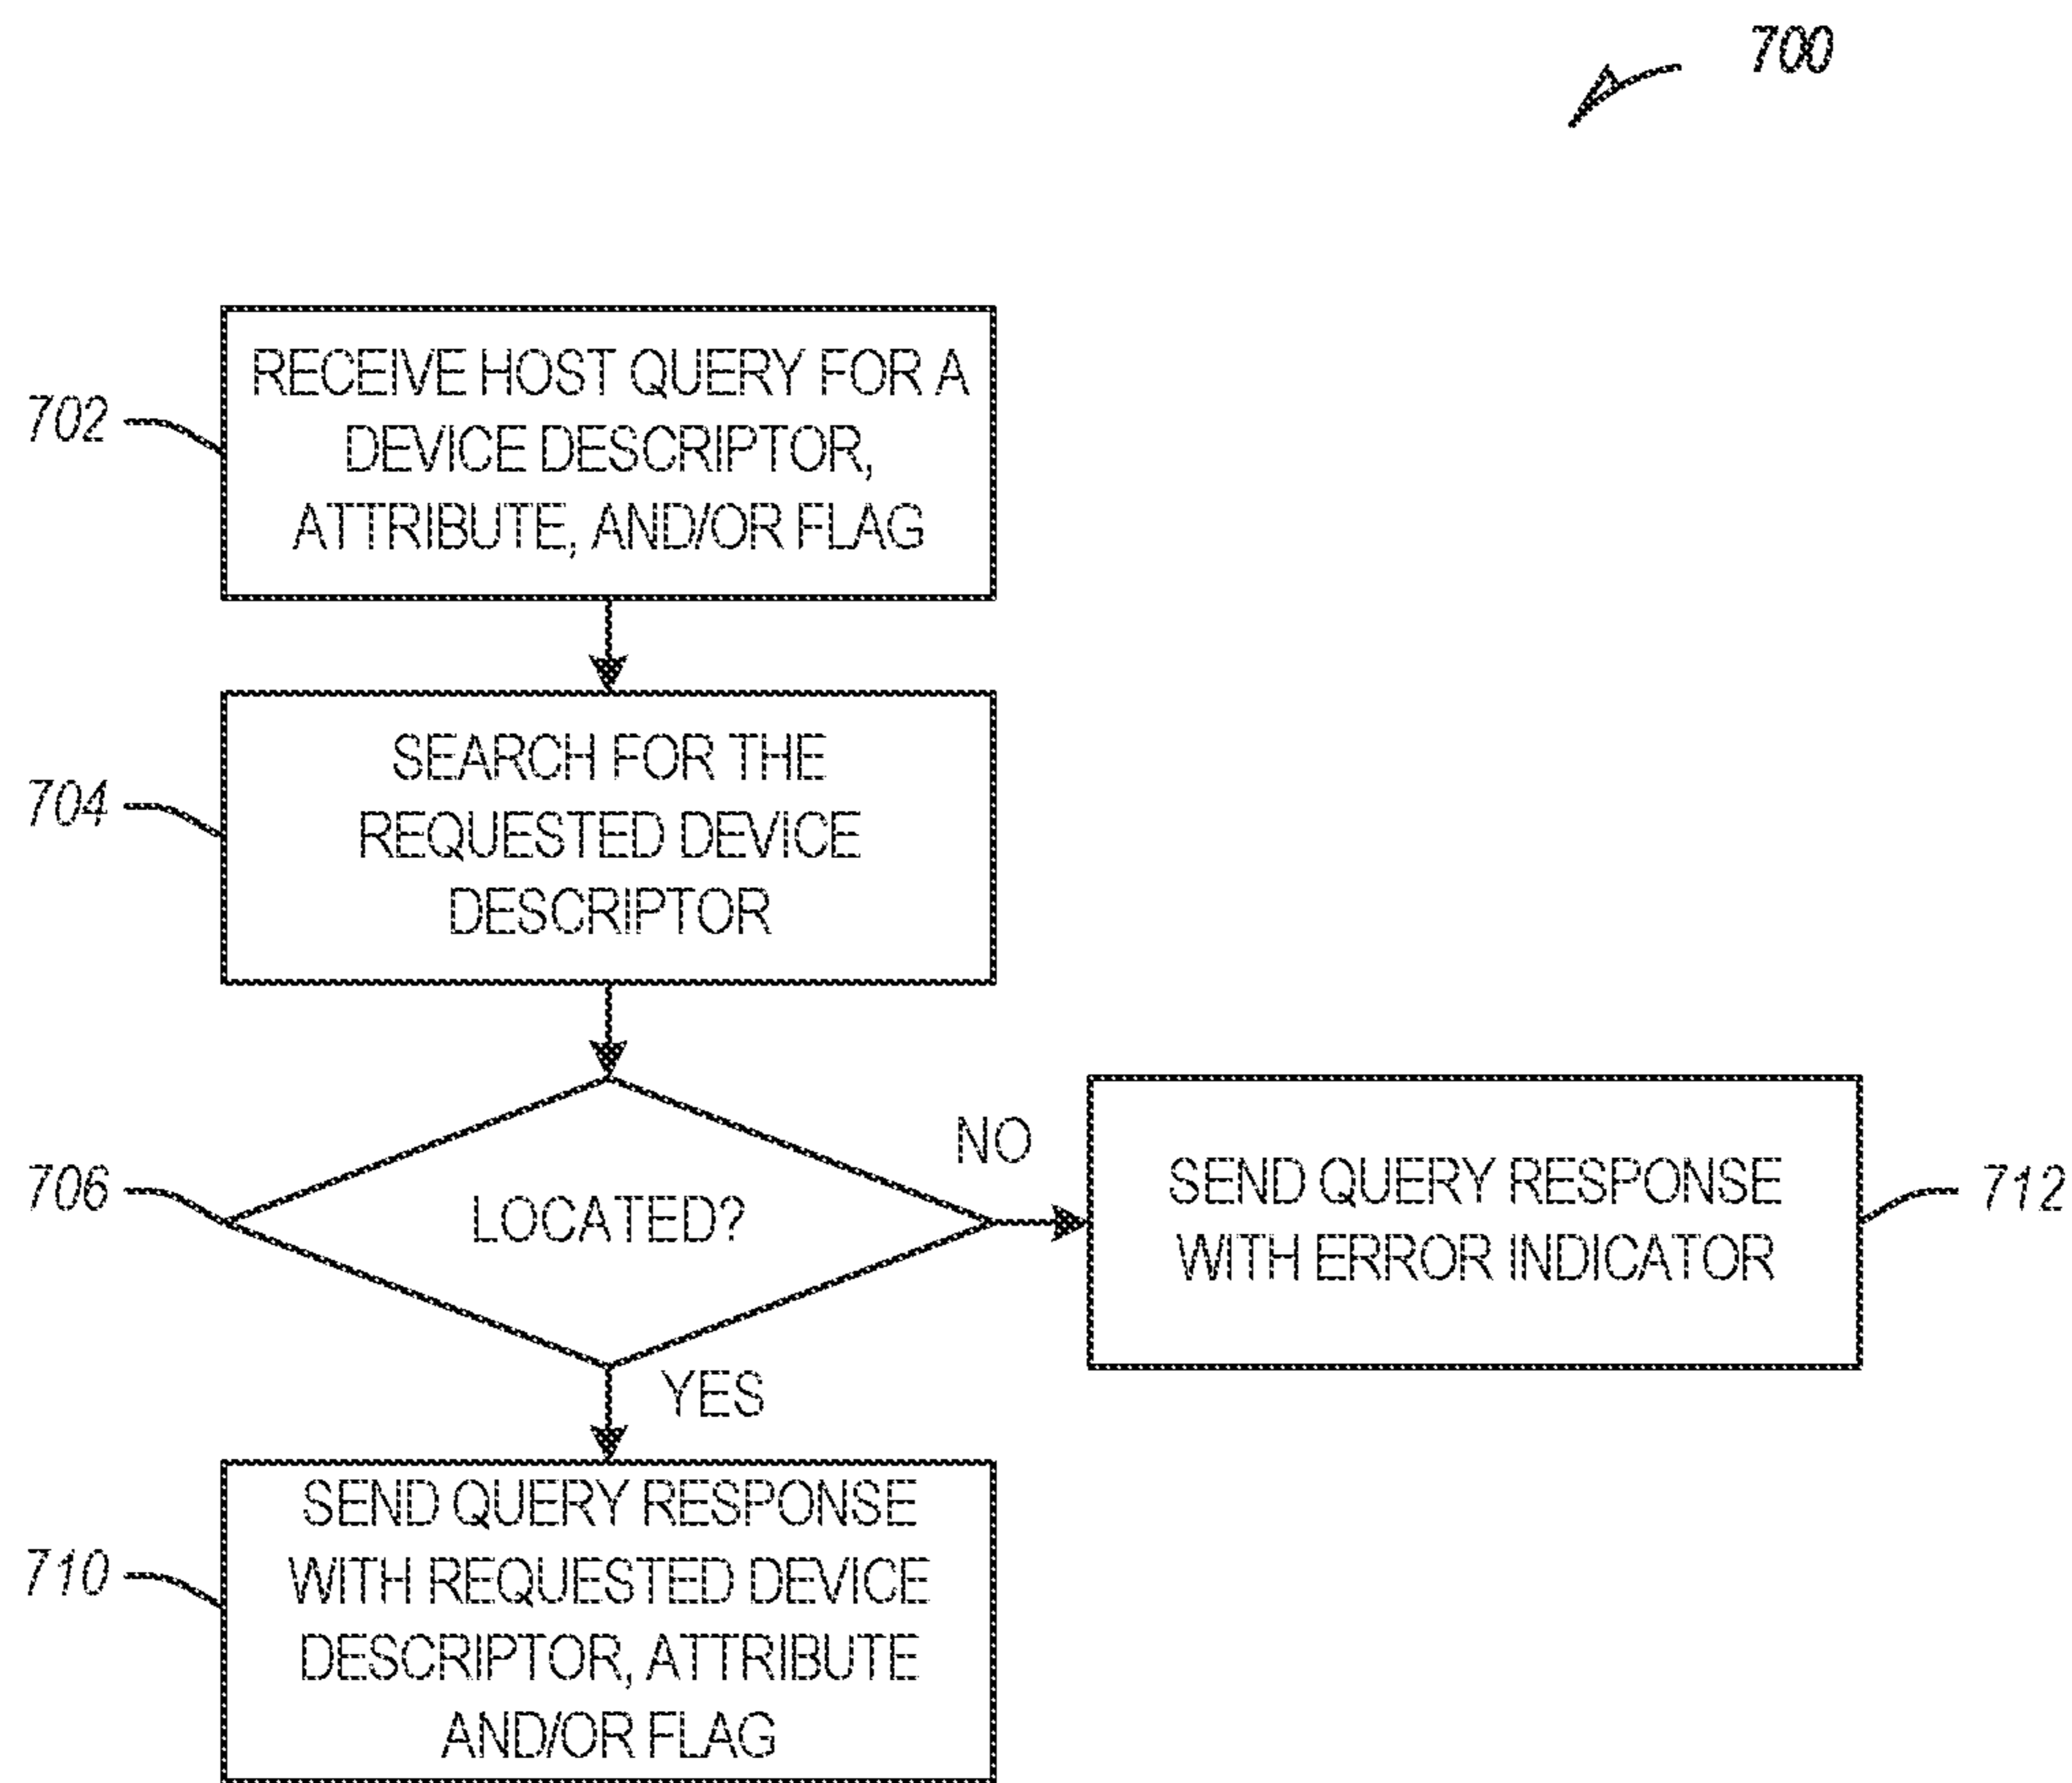 700
702
RECEIVE HOST QUERY FOR A
DEVICE DESCRIPTOR,
ATTRIBUTE, AND/OR FLAG
704
SEARCH FOR THE
REQUESTED DEVICE
DESCRIPTOR
706
LOCATED?
NO
SEND QUERY RESPONSE
WITH ERROR INDICATOR
712
YES
710
SEND QUERY RESPONSE
WITH REQUESTED DEVICE
DESCRIPTOR, ATTRIBUTE
AND/OR FLAG